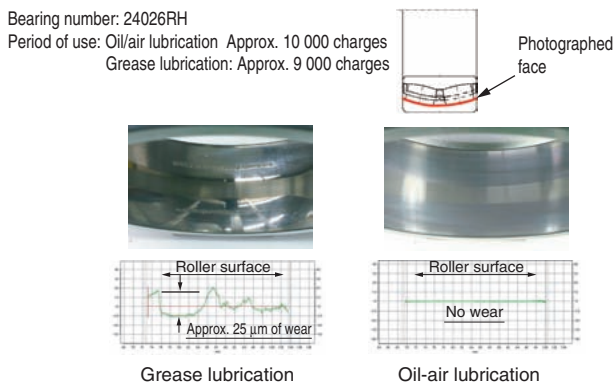 Bearing number: 24026RH
Period of use: Oil/air lubrication Approx. 10 000 charges
Grease lubrication: Approx. 9 000 charges
Photographed
face
Roller surface
Approx. 25 μm of wear
Grease lubrication
Roller surface
No wear
Oil-air lubrication